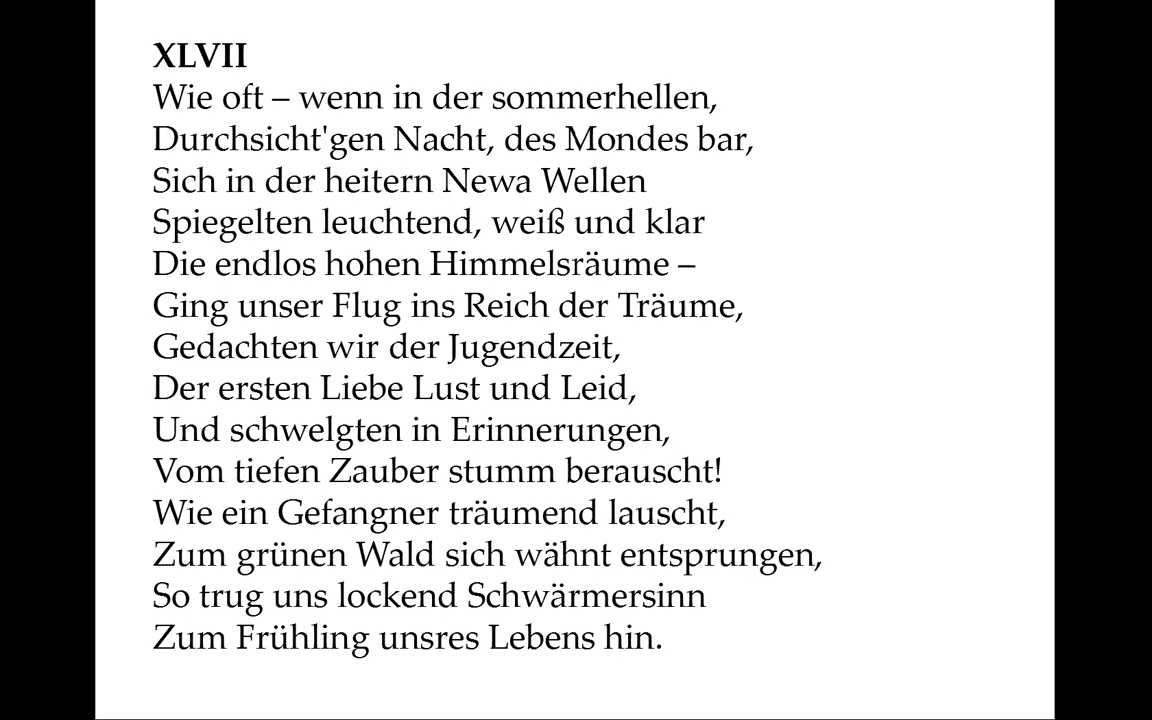 XLVII
Wie oft – wenn in der sommerhellen,
Durchsicht'gen Nacht, des Mondes bar,
Sich in der heitern Newa Wellen
Spiegelten leuchtend, weiß und klar
Die endlos hohen Himmelsräume –
Ging unser Flug ins Reich der Träume,
Gedachten wir der Jugendzeit,
Der ersten Liebe Lust und Leid,
Und schwelgten in Erinnerungen,
Vom tiefen Zauber stumm berauscht!
Wie ein Gefangner träumend lauscht,
Zum grünen Wald sich wähnt entsprungen,
So trug uns lockend Schwärmersinn
Zum Frühling unsres Lebens hin.